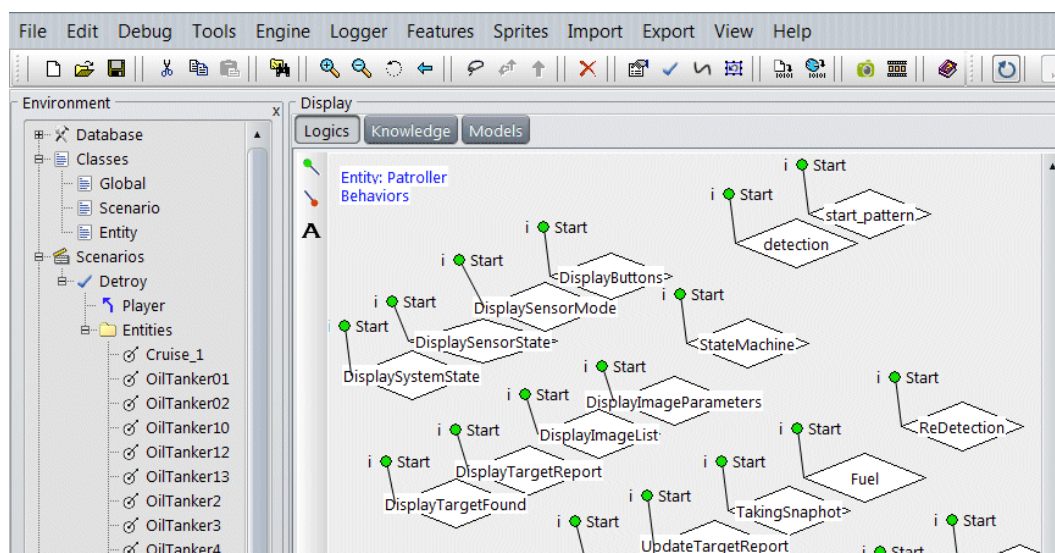 File Edit Debug Tools Engine Logger Features Sprites Import Export View Help
Environment
x
Database
Classes
Global
Scenario
Entity
Scenarios
Detroy
Player
Entities
Cruise_1
OilTanker01
OilTanker02
OilTanker10
OilTanker12
OilTanker13
OilTanker2
OilTanker3
OilTanker4
Display
Logics Knowledge Models
A
Entity: Patroller
Behaviors
i Start
start_pattern
i Start
detection
i Start
DisplayButtons
i Start
DisplaySensorMode
i Start
StateMachine
i Start
DisplaySensorState
i Start
DisplaySystemState
i Start
DisplayImageParameters
i Start
ReDetection
i Start
DisplayImageList
i Start
DisplayTargetReport
i Start
Fuel
i Start
DisplayTargetFound
i Start
TakingSnaphot
i Start
UpdateTargetReport
i Start
i Start
i Start